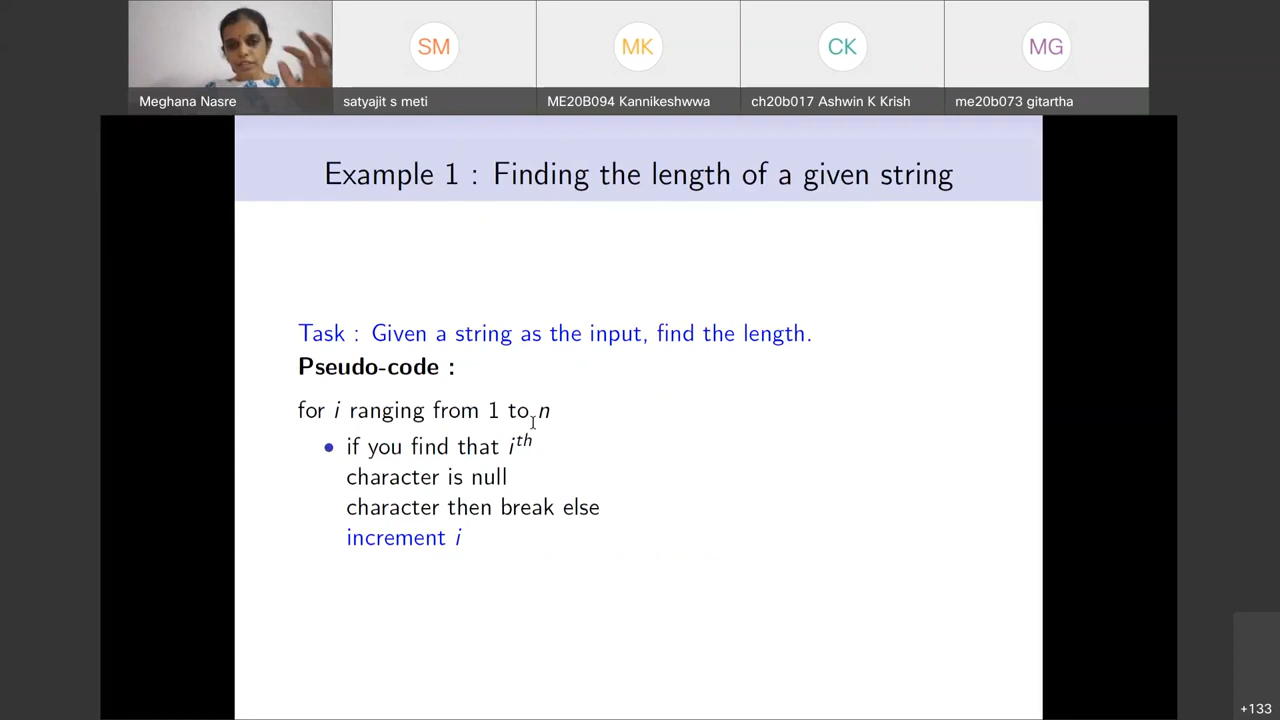 SM
MK
CK
MG
Meghana Nasre
satyajit s meti
ME20B094 Kannikeshwwa
ch20b017 Ashwin K Krish
me20b073 gitartha
Example 1 : Finding the length of a given string
Task : Given a string as the input, find the length.
Pseudo-code :
for i ranging from 1 to n
• if you find that i^th
character is null
character then break else
increment i
+133